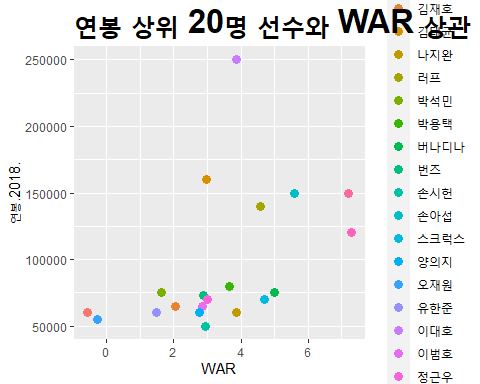 연봉 상위 20명 선수와 WAR 상관
김재호
나지완
러프
박석민
박용택
버나디나
번즈
손시헌
손아섭
스크럭스
양의지
오재원
유한준
이대호
이범호
정근우
연봉.2018.
250000
200000
150000
100000
50000
0
2
4
6
WAR